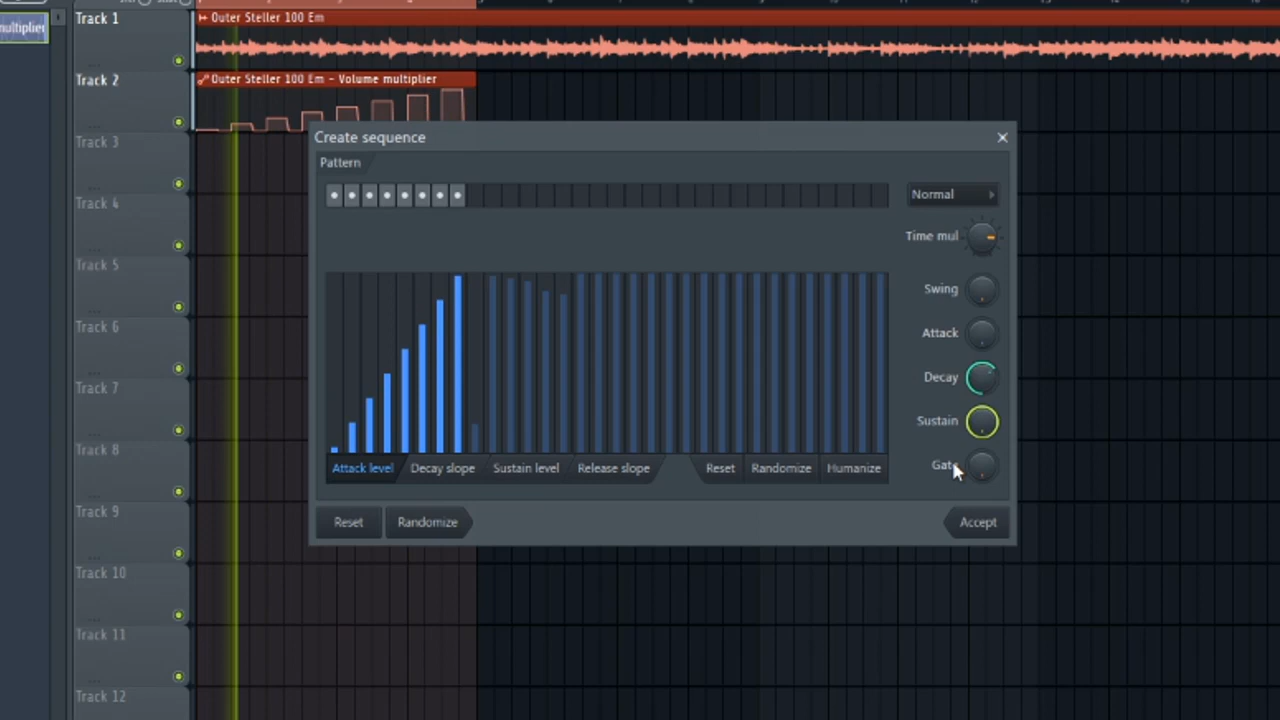 multiplier
Track 1
Outer Steller 100 Em
Track 2
Outer Steller 100 Em - Volume multiplier
Track 3
Track 4
Track 5
Track 6
Track 7
Track 8
Track 9
Track 10
Track 11
Track 12
Create sequence
Pattern
Normal
Time mul
Swing
Attack
Decay
Sustain
Gate
Attack level
Decay slope
Sustain level
Release slope
Reset
Randomize
Humanize
Reset
Randomize
Accept